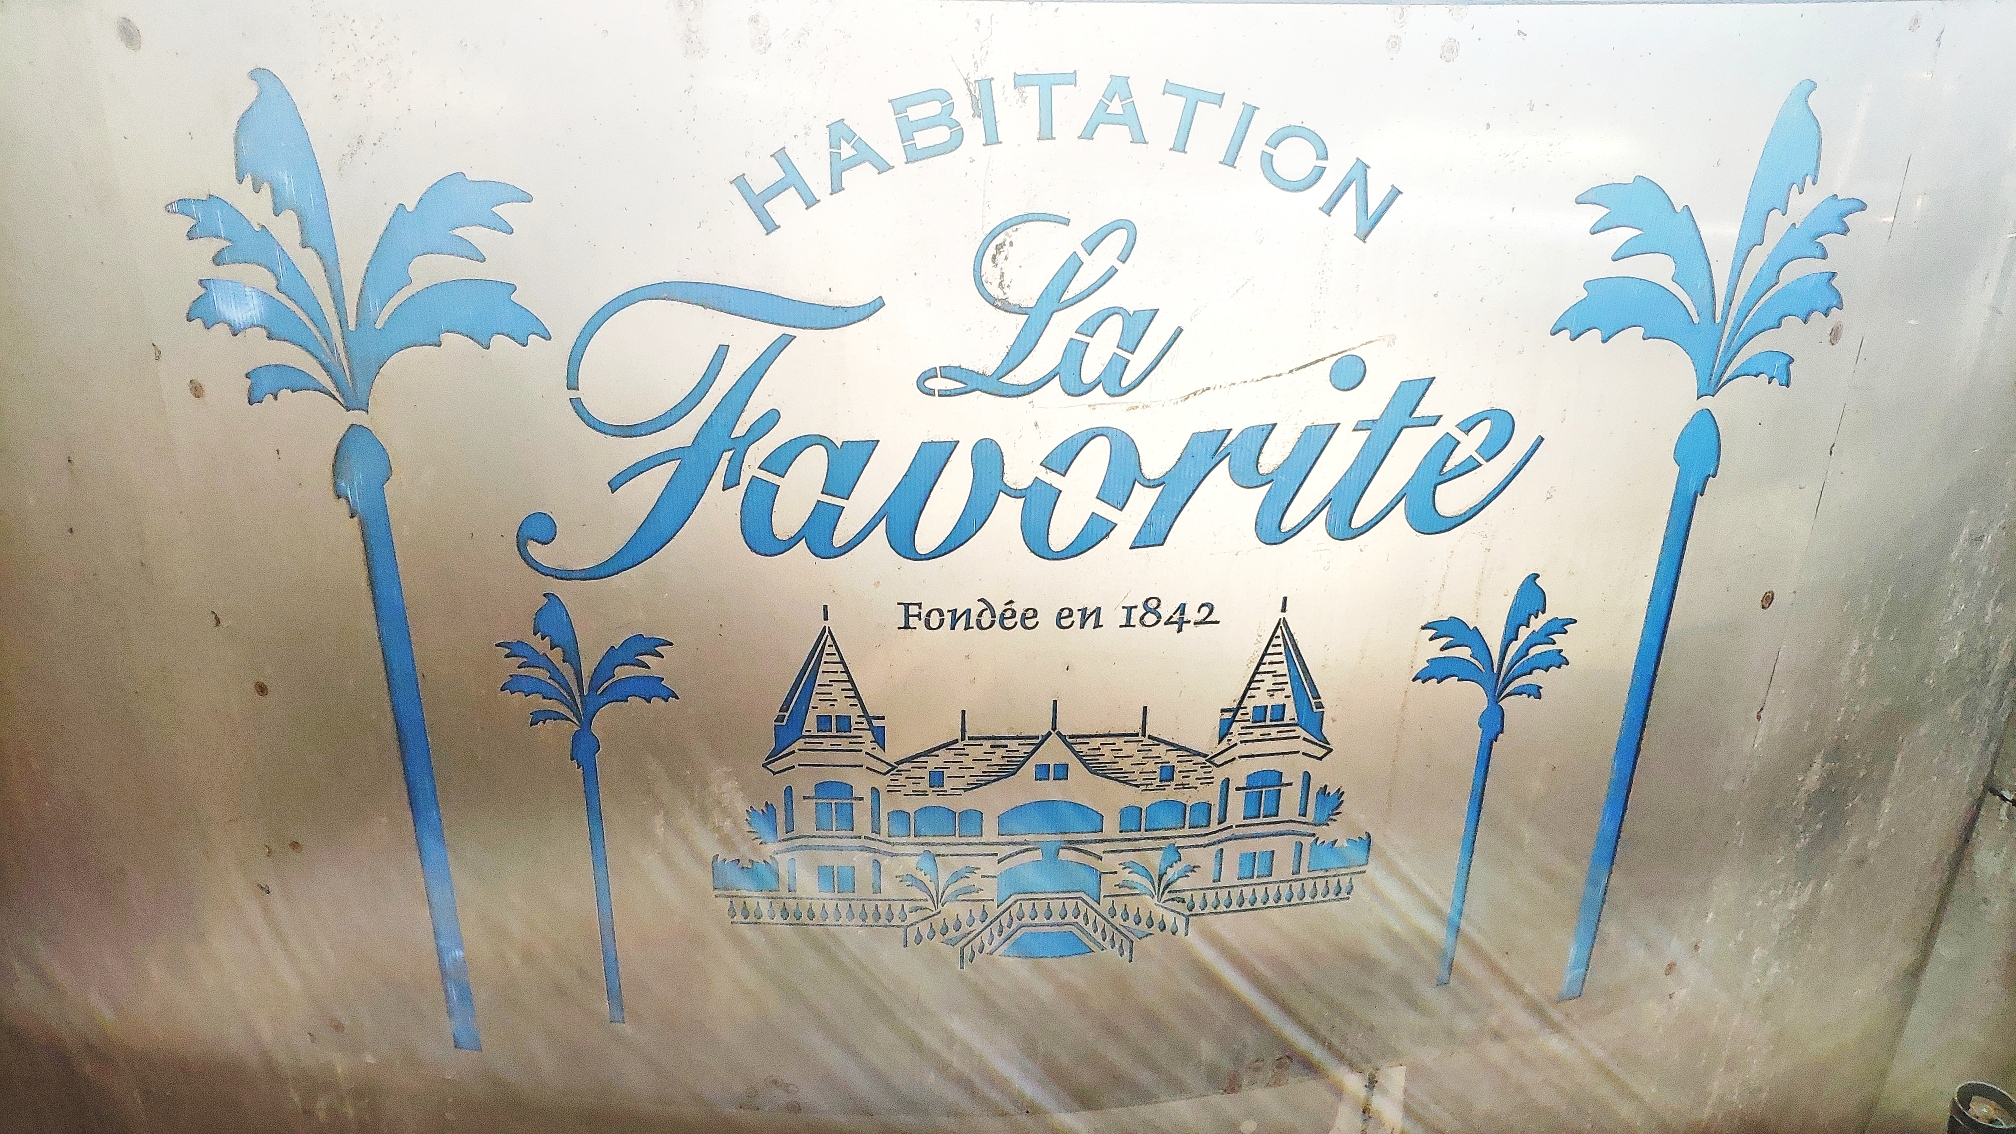 HABITATION
La
Favorite
Fondée en 1842